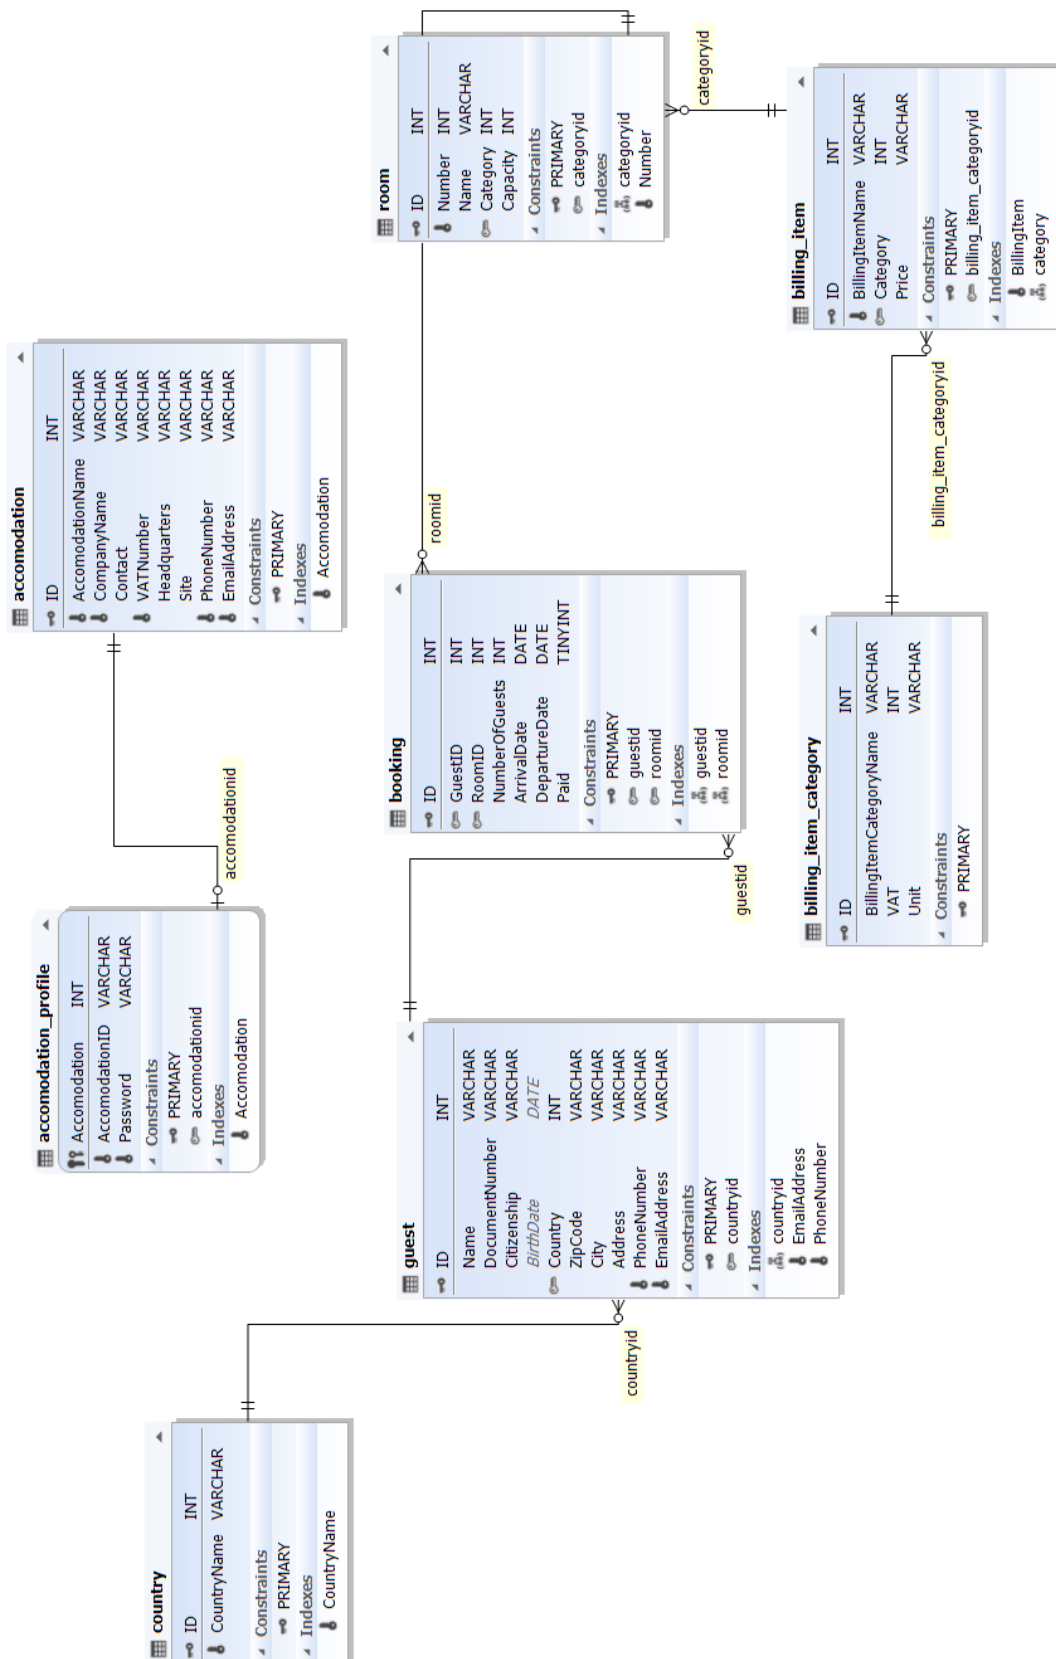 country
ID INT
CountryName VARCHAR
Constraints
PRIMARY
Indexes
CountryName
countryid
accomodation_profile
Accomodation INT
AccomodationID VARCHAR
Password VARCHAR
Constraints
PRIMARY
accomodationid
Indexes
Accomodation
accomodationid
guest
ID INT
Name VARCHAR
DocumentNumber VARCHAR
Citizenship VARCHAR
BirthDate DATE
Country INT
ZipCode VARCHAR
City VARCHAR
Address VARCHAR
PhoneNumber VARCHAR
EmailAddress VARCHAR
Constraints
PRIMARY
countryid
Indexes
countryid
EmailAddress
PhoneNumber
guestid
accomodation
ID INT
AccomodationName VARCHAR
CompanyName VARCHAR
Contact VARCHAR
VATNumber VARCHAR
Headquarters VARCHAR
Site VARCHAR
PhoneNumber VARCHAR
EmailAddress VARCHAR
Constraints
PRIMARY
Indexes
Accomodation
booking
ID INT
GuestID INT
RoomID INT
NumberOfGuests INT
ArrivalDate DATE
DepartureDate DATE
Paid TINYINT
Constraints
PRIMARY
guestid
roomid
Indexes
guestid
roomid
roomid
billing_item_category
ID INT
BillingItemCategoryName VARCHAR
VAT INT
Unit VARCHAR
Constraints
PRIMARY
billing_item_categoryid
room
ID INT
Number INT
Name VARCHAR
Category INT
Capacity INT
Constraints
PRIMARY
categoryid
Indexes
categoryid
Number
categoryid
billing_item
ID INT
BillingItemName VARCHAR
Category INT
Price VARCHAR
Constraints
PRIMARY
billing_item_categoryid
Indexes
BillingItem
category